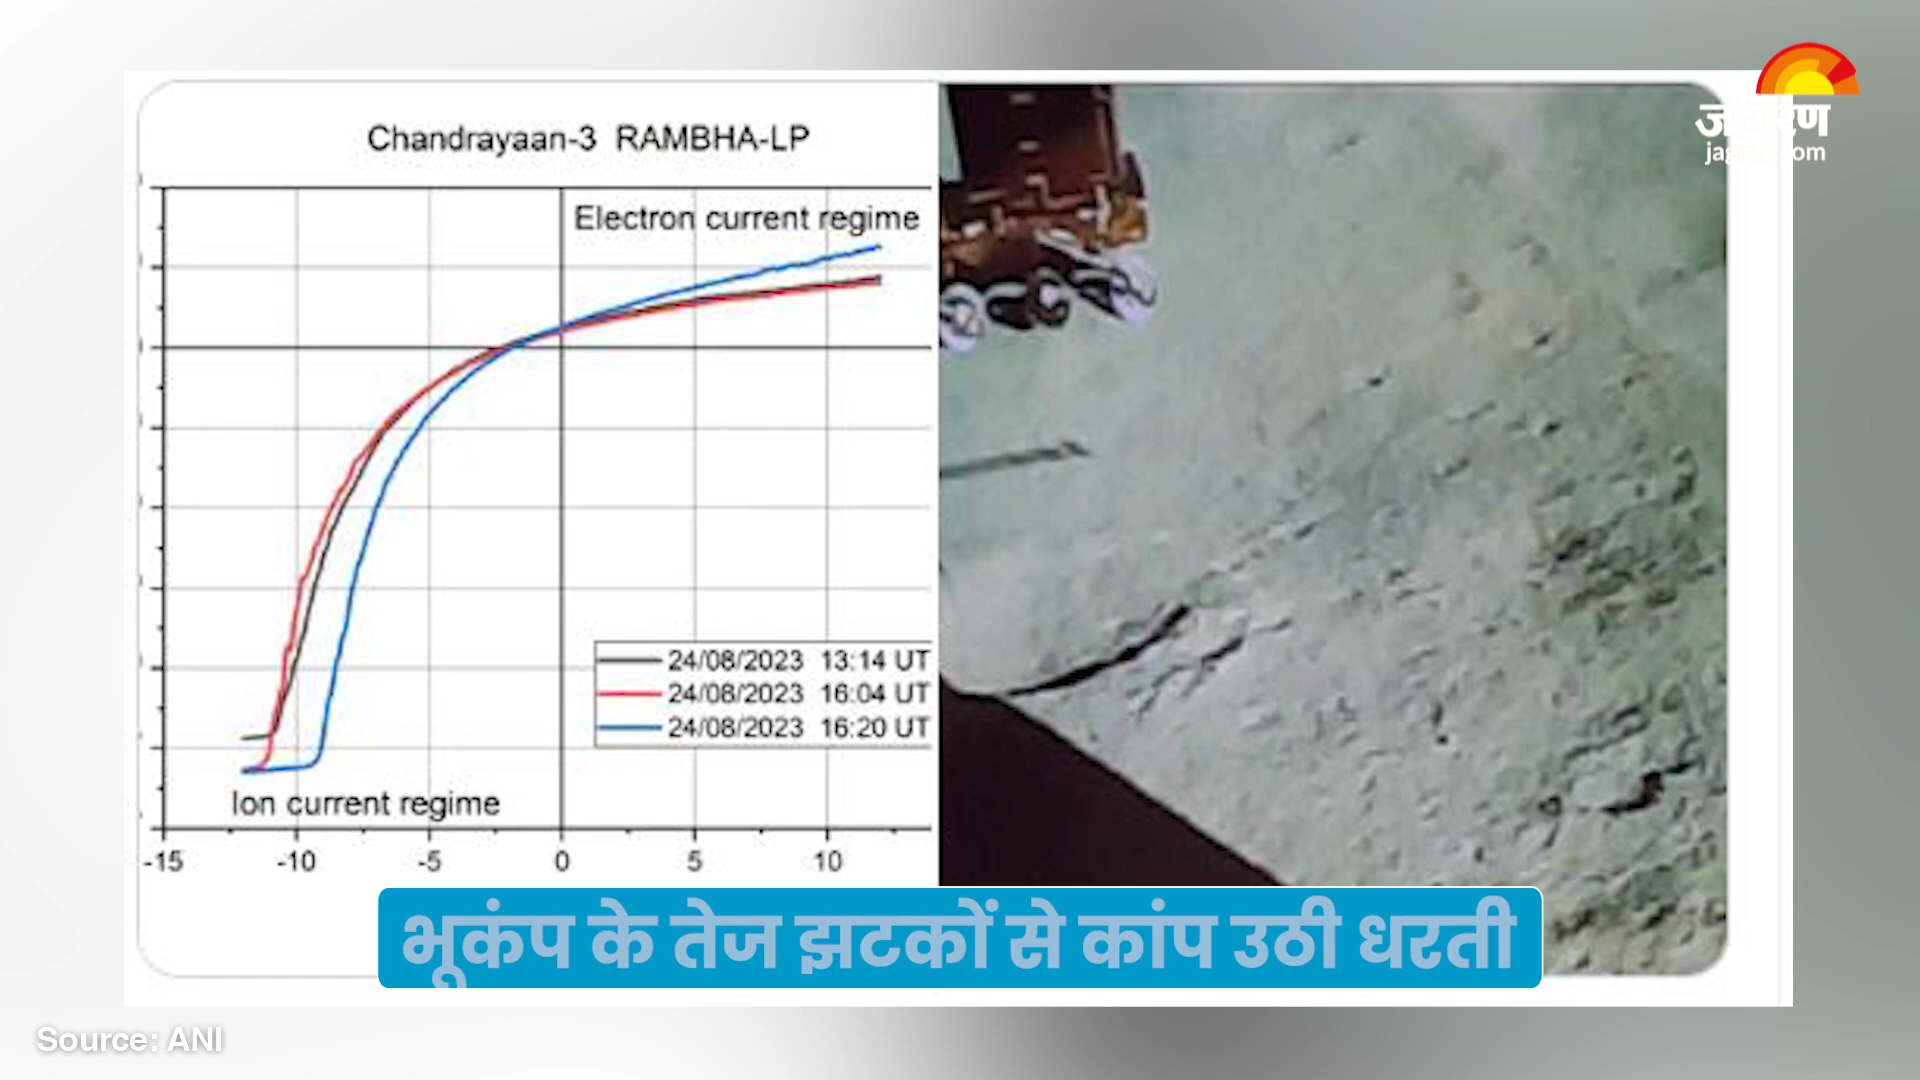 जागरण
Chandrayaan-3 RAMBHA-LP
Electron current regime
24/08/2023 13:14 UT
24/08/2023 16:04 UT
24/08/2023 16:20 UT
Ion current regime
-15 -10 -5 0 5 10
भूकंप के तेज झटकों से कांप उठी धरती
Source: ANI